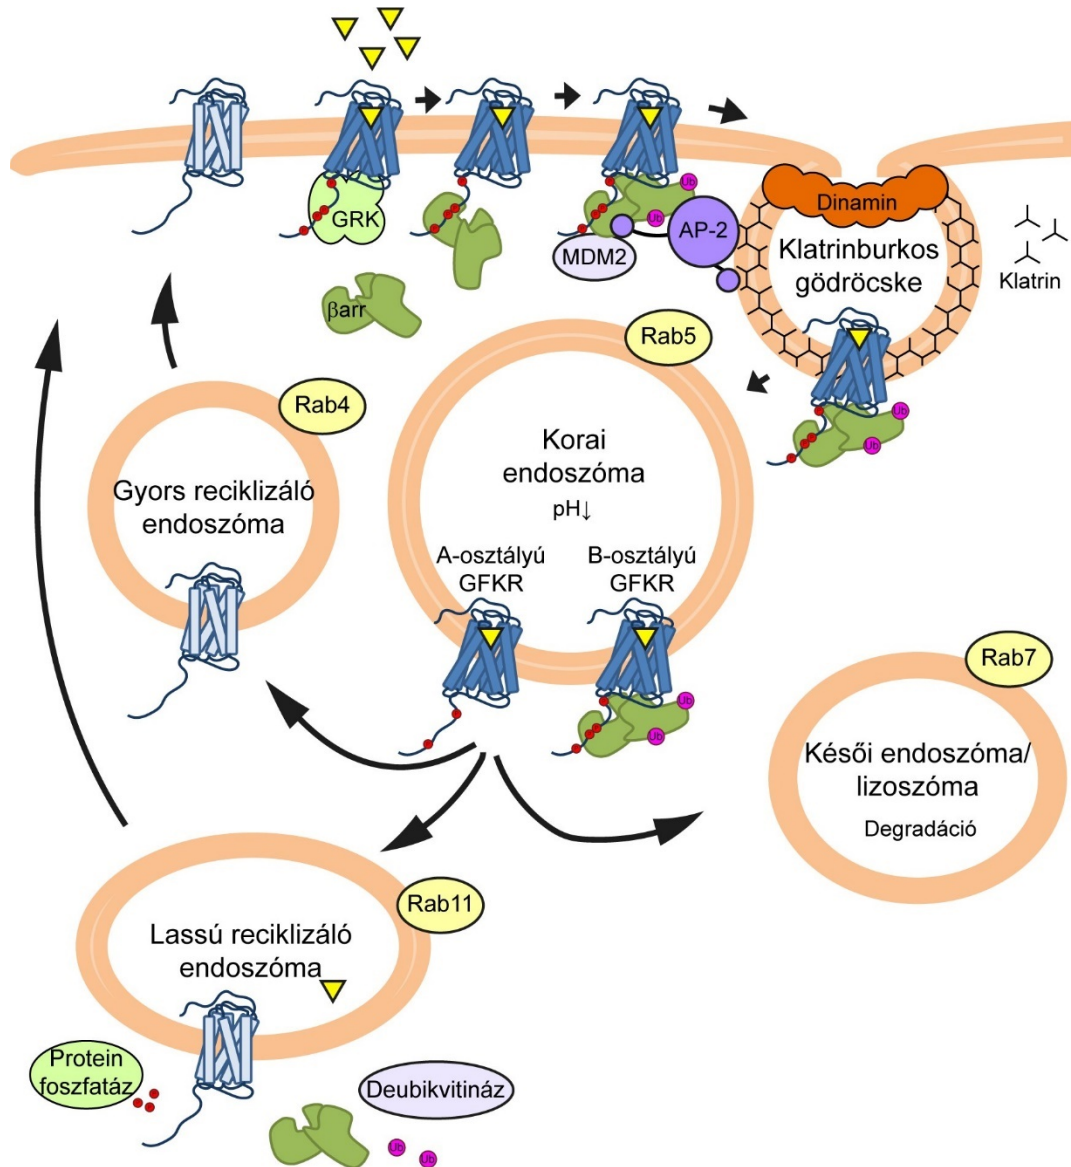 GRK
βarr
Ub
Ub
MDM2
AP-2
Dinamin
Klatrinburkos
gödröcske
Klatrin
Ub
Ub
Rab5
Korai
endoszóma
pH↓
A-osztályú
GFKR
B-osztályú
GFKR
Ub
Ub
Rab4
Gyors reciklizáló
endoszóma
Rab7
Késői endoszóma/
lizoszóma
Degradáció
Rab11
Lassú reciklizáló
endoszóma
Protein
foszfatáz
Deubikvitináz
Ub
Ub